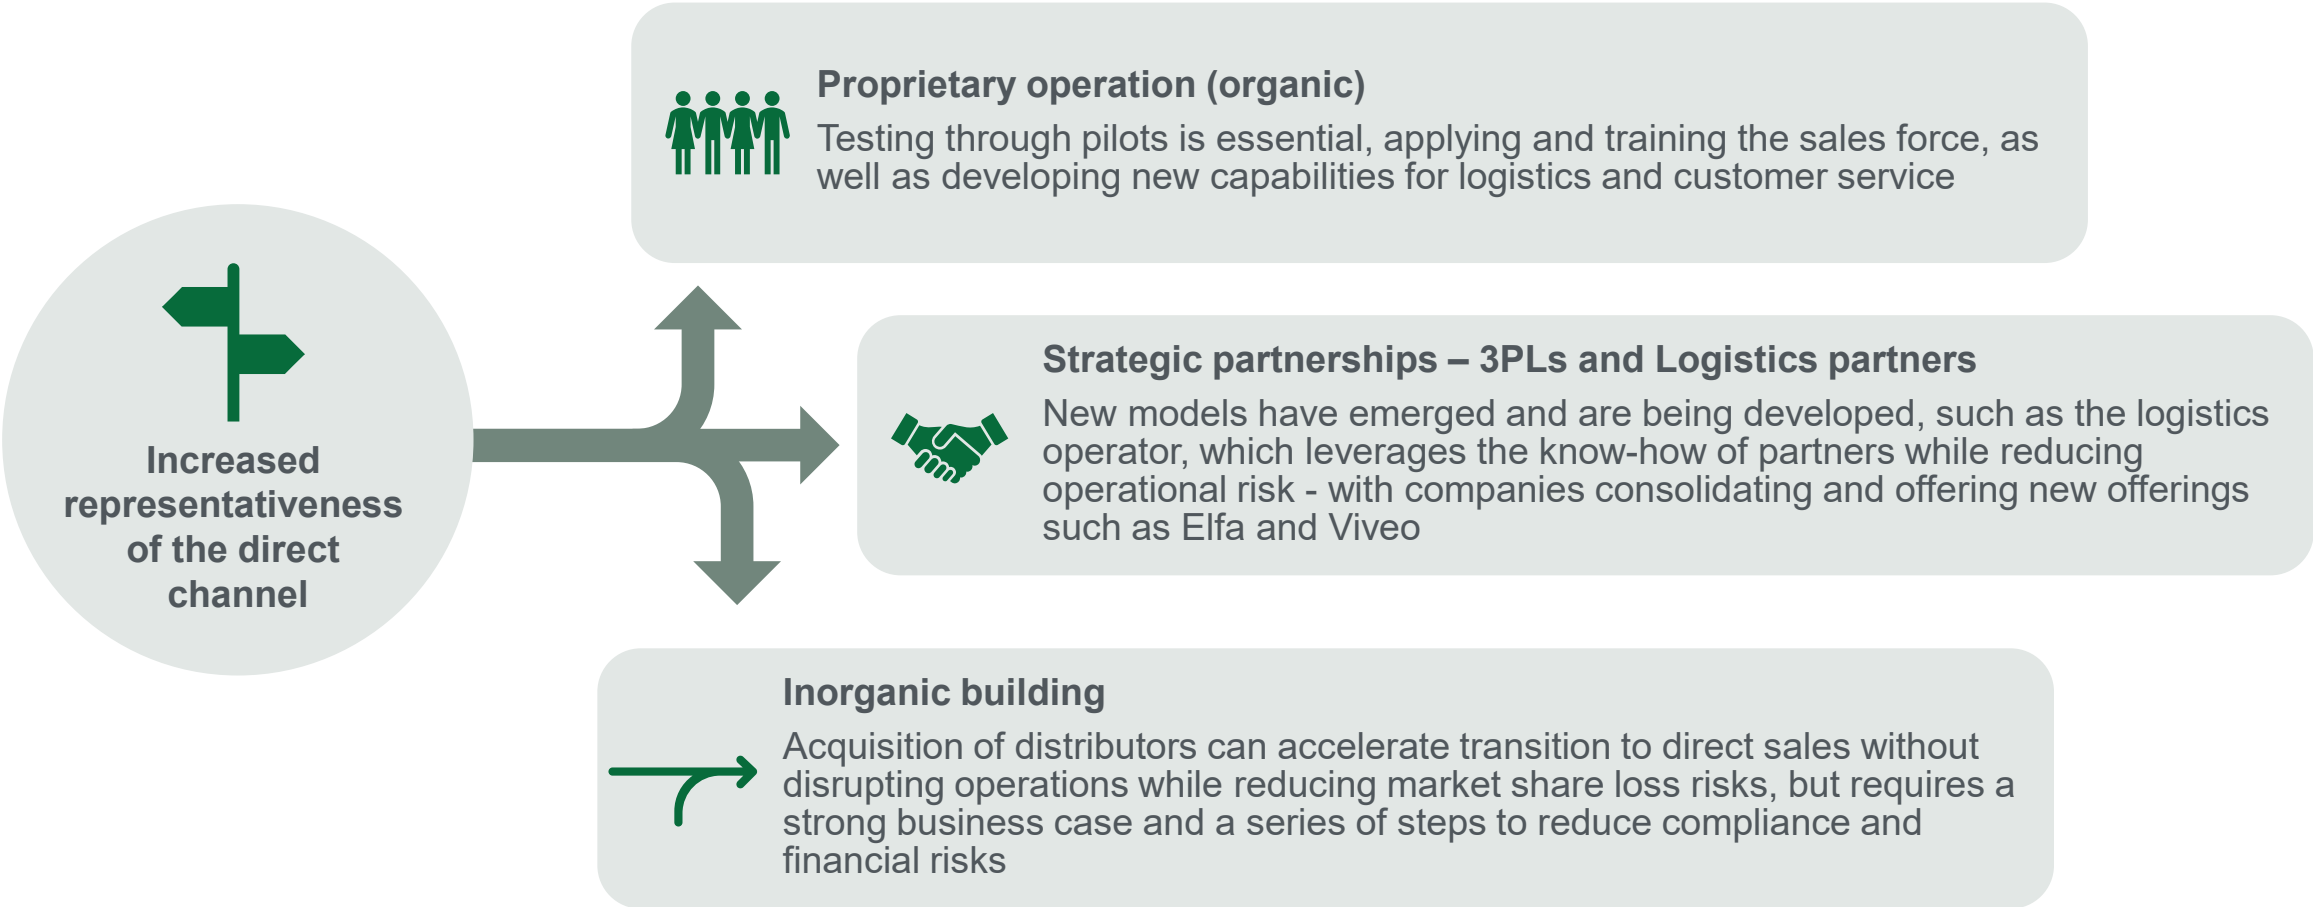 Proprietary operation (organic)
Testing through pilots is essential, applying and training the sales force, as
well as developing new capabilities for logistics and customer service
Increased
representativeness
of the direct
channel
Strategic partnerships – 3PLs and Logistics partners
New models have emerged and are being developed, such as the logistics
operator, which leverages the know-how of partners while reducing
operational risk - with companies consolidating and offering new offerings
such as Elfa and Viveo
Inorganic building
Acquisition of distributors can accelerate transition to direct sales without
disrupting operations while reducing market share loss risks, but requires a
strong business case and a series of steps to reduce compliance and
financial risks